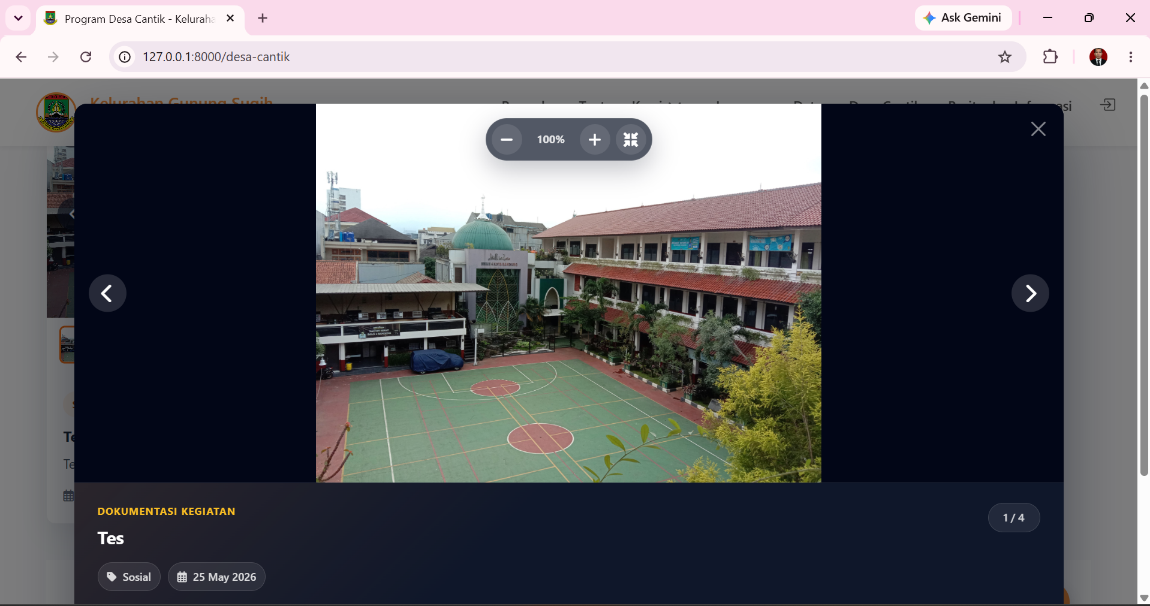 Program Desa Cantik - Keluraha
Ask Gemini
127.0.0.1:8000/desa-cantik
Kelurahan Gunung Sugih
100%
DOKUMENTASI KEGIATAN
1 / 4
Tes
Sosial
25 May 2026